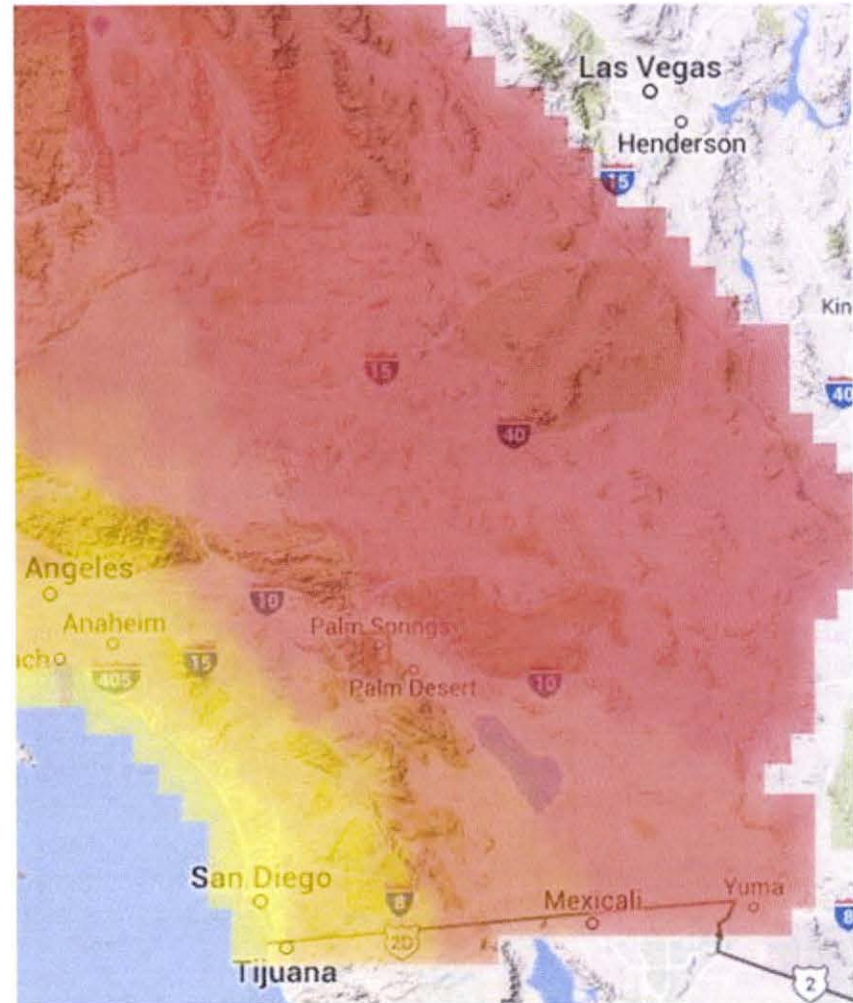 Las Vegas
Henderson
15
Kin
15
40
40
Angeles
10
Anaheim
Palm Springs
ach
15
405
Palm Desert
10
San Diego
8
Mexicali
Yuma
8
2D
Tijuana
2